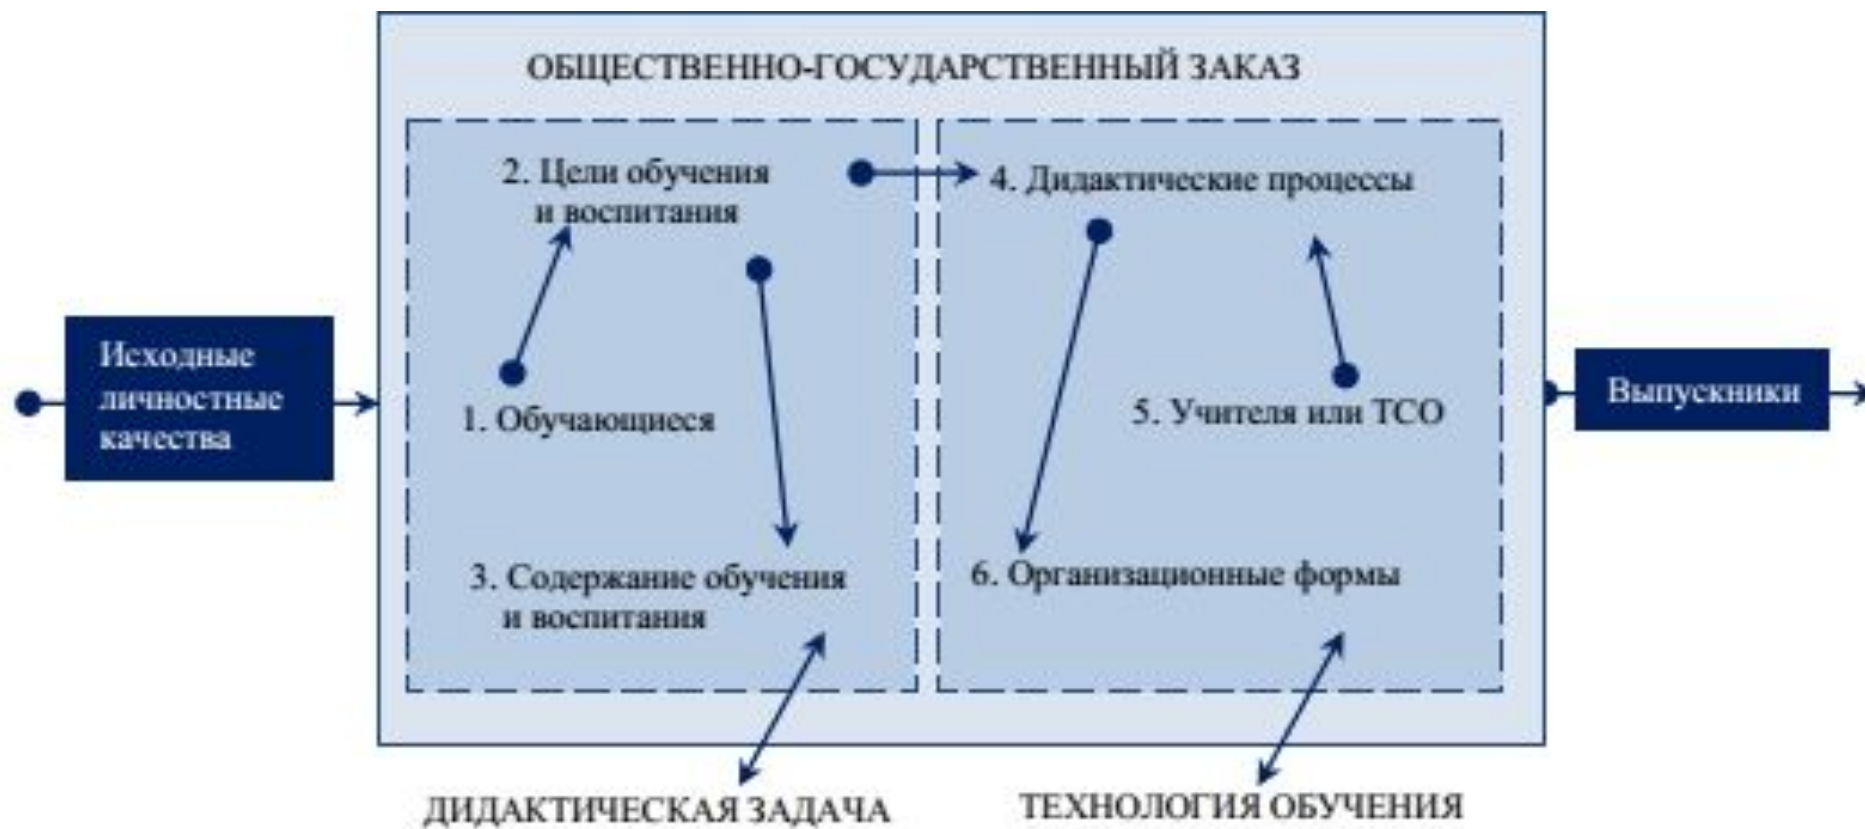 ОБЩЕСТВЕННО-ГОСУДАРСТВЕННЫЙ ЗАКАЗ
2. Цели обучения
и воспитания
4. Дидактические процессы
Исходные
личностные
качества
1. Обучающиеся
5. Учителя или ТСО
Выпускники
3. Содержание обучения
и воспитания
6. Организационные формы
ДИДАКТИЧЕСКАЯ ЗАДАЧА
ТЕХНОЛОГИЯ ОБУЧЕНИЯ